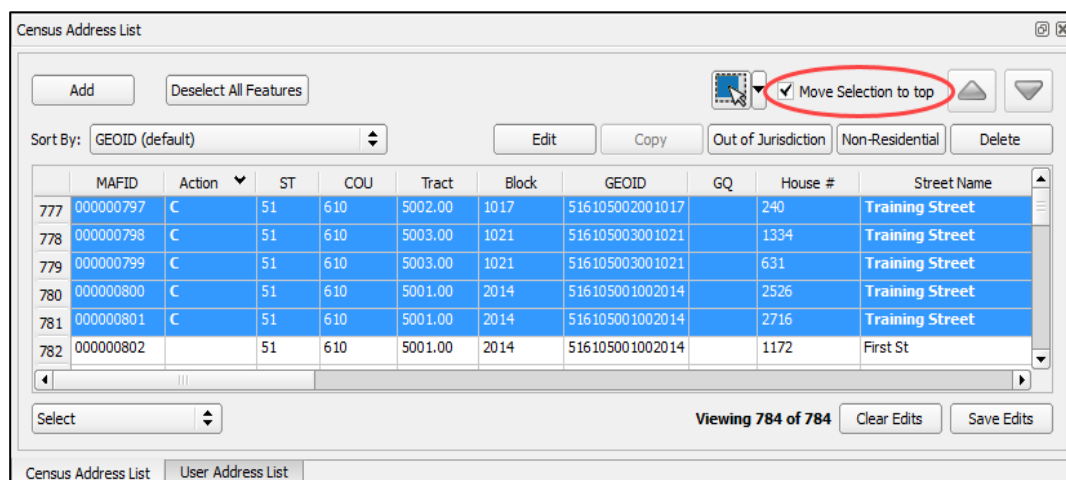 Census Address List
Add Deselect All Features Move Selection to top
Sort By: GEOID (default) Edit Copy Out of Jurisdiction Non-Residential Delete
MAFID Action ST COU Tract Block GEOID GQ House # Street Name
777 000000797 C 51 610 5002.00 1017 516105002001017 240 Training Street
778 000000798 C 51 610 5003.00 1021 516105003001021 1334 Training Street
779 000000799 C 51 610 5003.00 1021 516105003001021 631 Training Street
780 000000800 C 51 610 5001.00 2014 516105001002014 2526 Training Street
781 000000801 C 51 610 5001.00 2014 516105001002014 2716 Training Street
782 000000802 51 610 5001.00 2014 516105001002014 1172 First St
Select Viewing 784 of 784 Clear Edits Save Edits
Census Address List User Address List